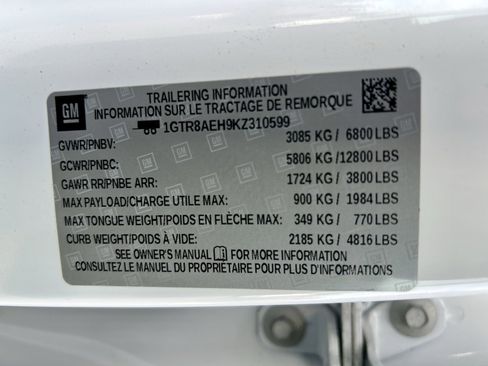 GM
TRAILERING INFORMATION
INFORMATION SUR LE TRACTAGE DE REMORQUE
1GTR8AEH9KZ310599
GVWR/PNBV: 3085 KG / 6800 LBS
GCWR/PNBC: 5806 KG /12800 LBS
GAWR RR/PNBE ARR: 1724 KG / 3800 LBS
MAX PAYLOAD/CHARGE UTILE MAX: 900 KG / 1984 LBS
MAX TONGUE WEIGHT/POIDS EN FLÈCHE MAX: 349 KG / 770 LBS
CURB WEIGHT/POIDS À VIDE: 2185 KG / 4816 LBS
SEE OWNER'S MANUAL FOR MORE INFORMATION
CONSULTEZ LE MANUEL DU PROPRIÉTAIRE POUR PLUS D'INFORMATIONS